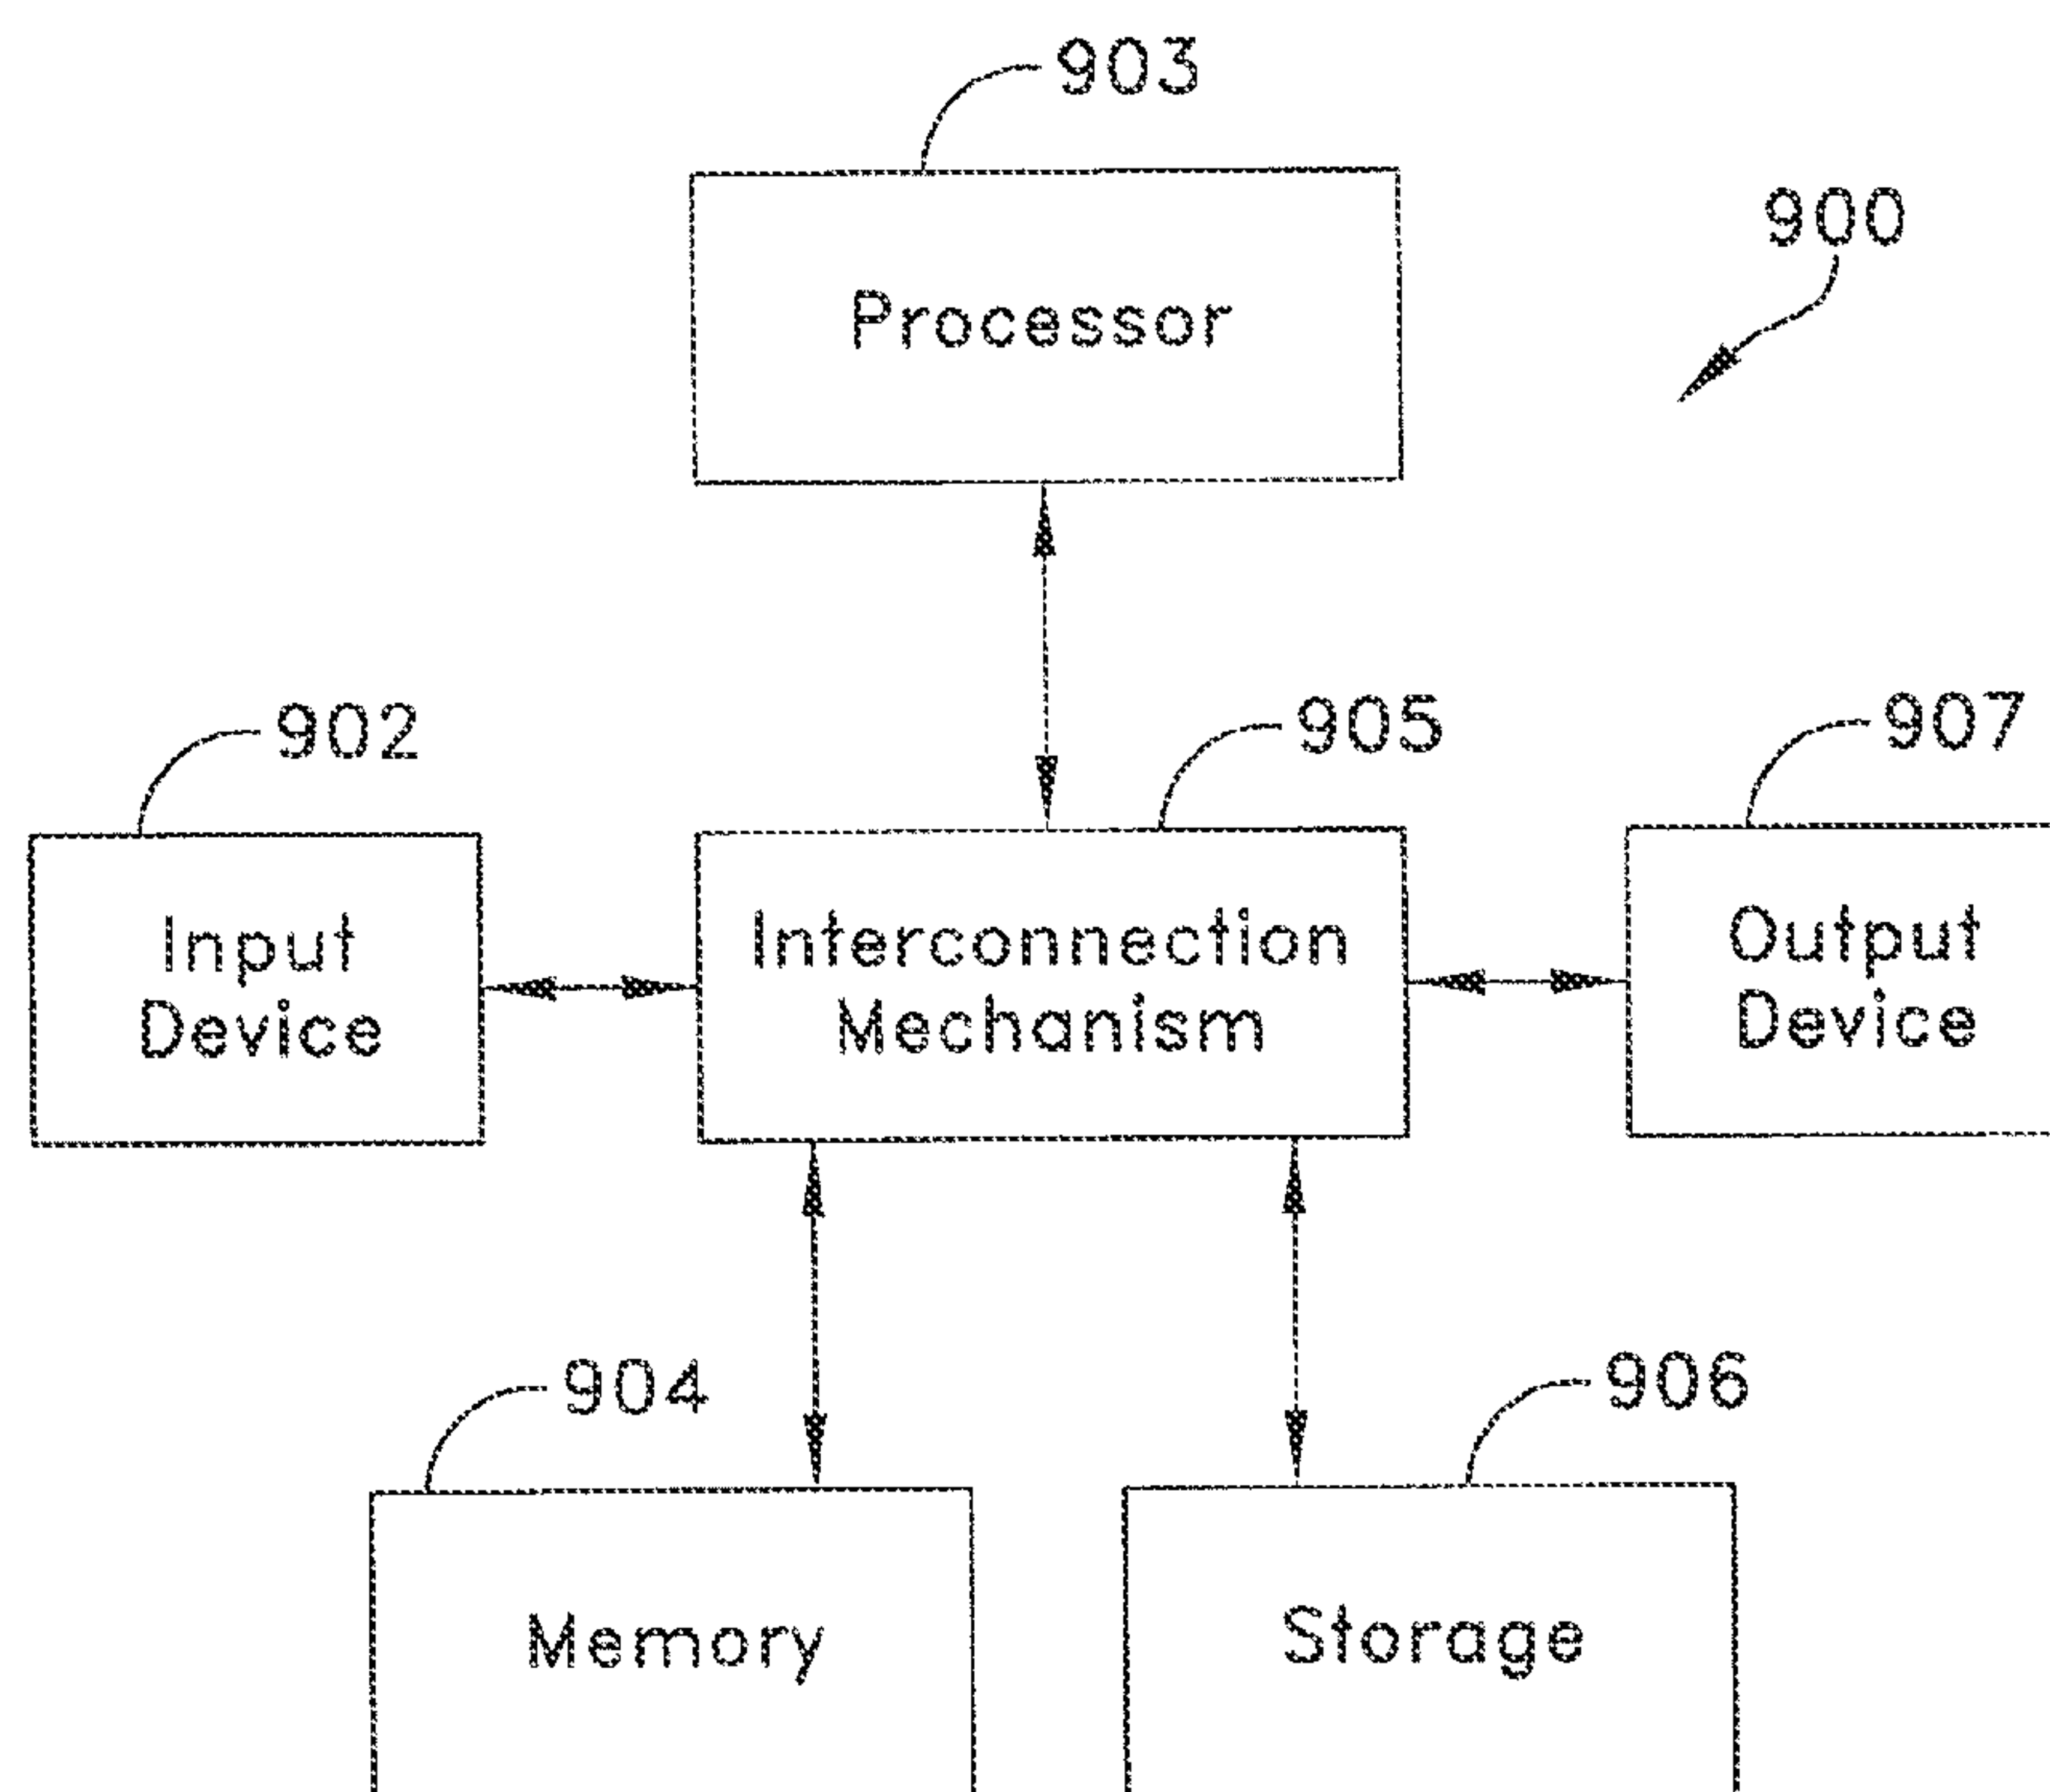 903
900
Processor
902
905
907
Input
Device
Interconnection
Mechanism
Output
Device
904
906
Memory
Storage